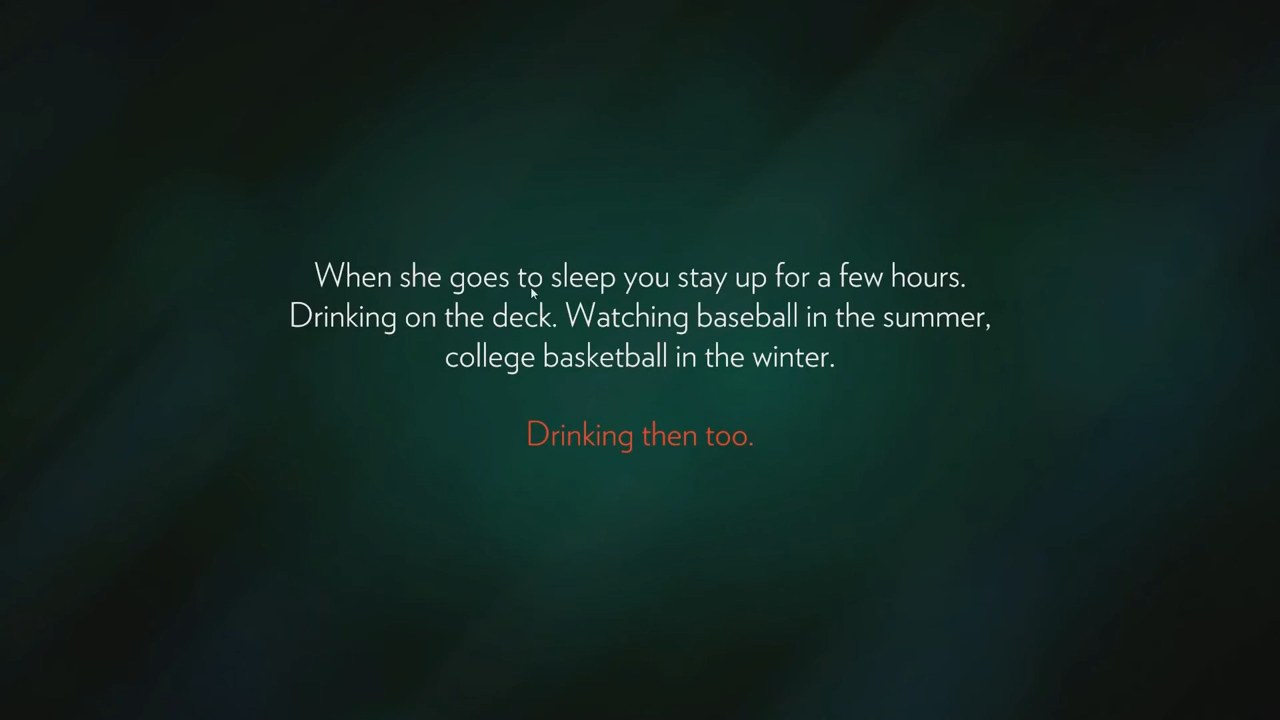 When she goes to sleep you stay up for a few hours.
Drinking on the deck. Watching baseball in the summer,
college basketball in the winter.
Drinking then too.